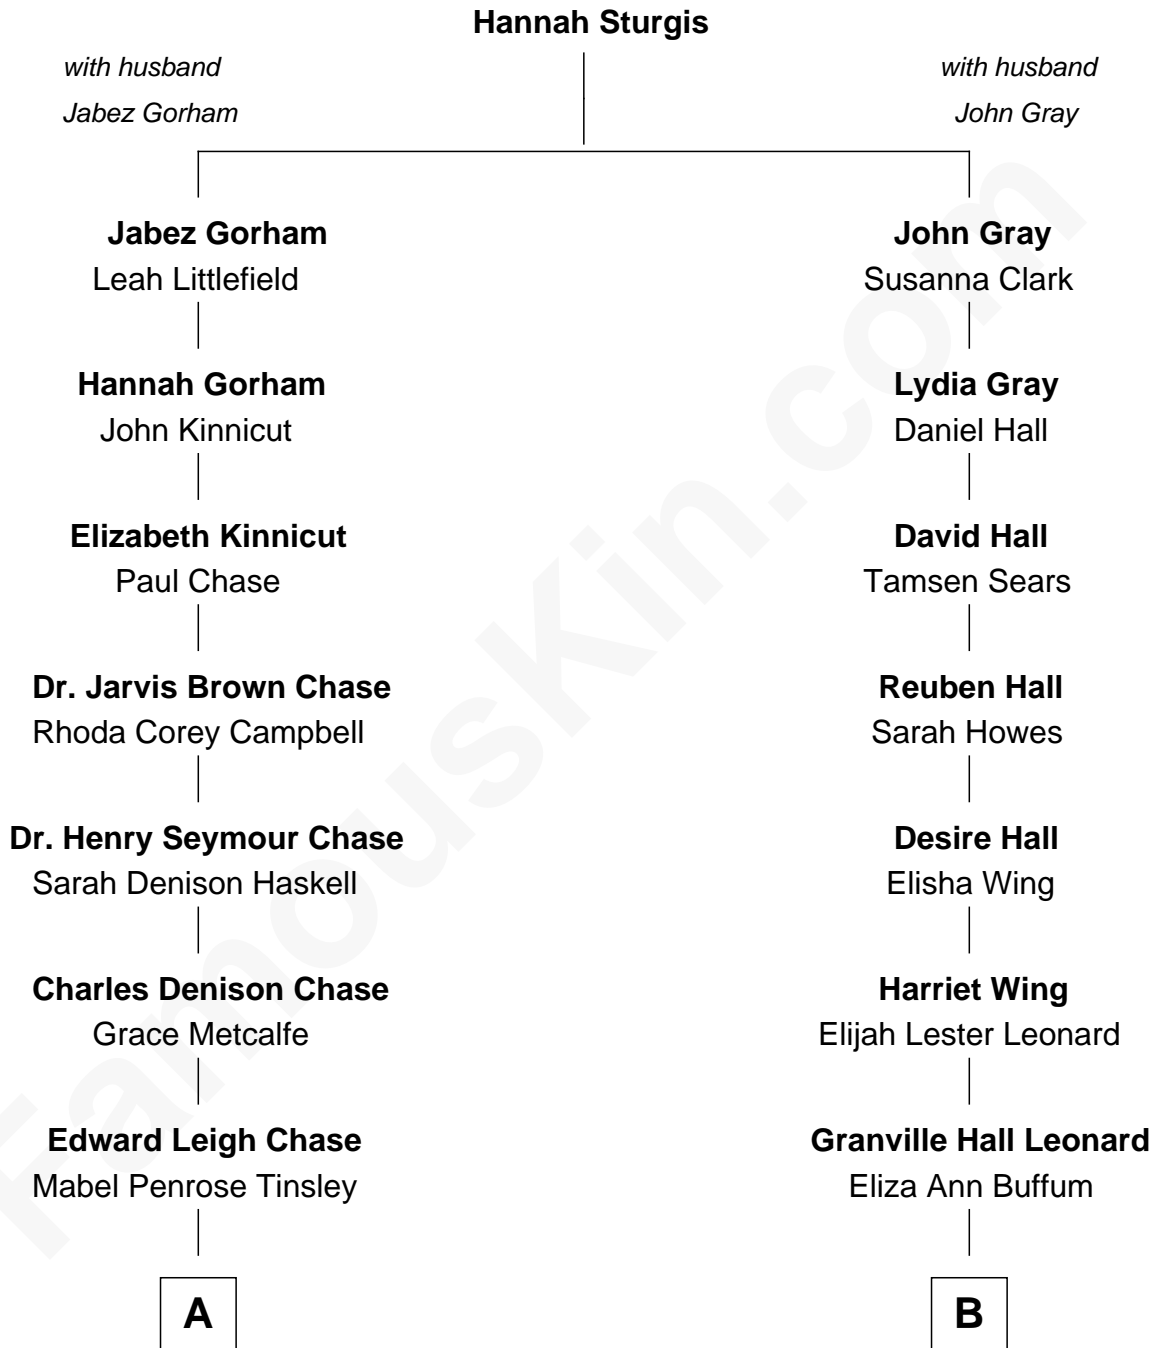 Hannah Sturgis
with husband
Jabez Gorham
with husband
John Gray
Jabez Gorham
Leah Littlefield
John Gray
Susanna Clark
Hannah Gorham
John Kinnicut
Lydia Gray
Daniel Hall
Elizabeth Kinnicut
Paul Chase
David Hall
Tamsen Sears
Dr. Jarvis Brown Chase
Rhoda Corey Campbell
Reuben Hall
Sarah Howes
Dr. Henry Seymour Chase
Sarah Denison Haskell
Desire Hall
Elisha Wing
Charles Denison Chase
Grace Metcalfe
Harriet Wing
Elijah Lester Leonard
Edward Leigh Chase
Mabel Penrose Tinsley
Granville Hall Leonard
Eliza Ann Buffum
A
B
FamousKin.com